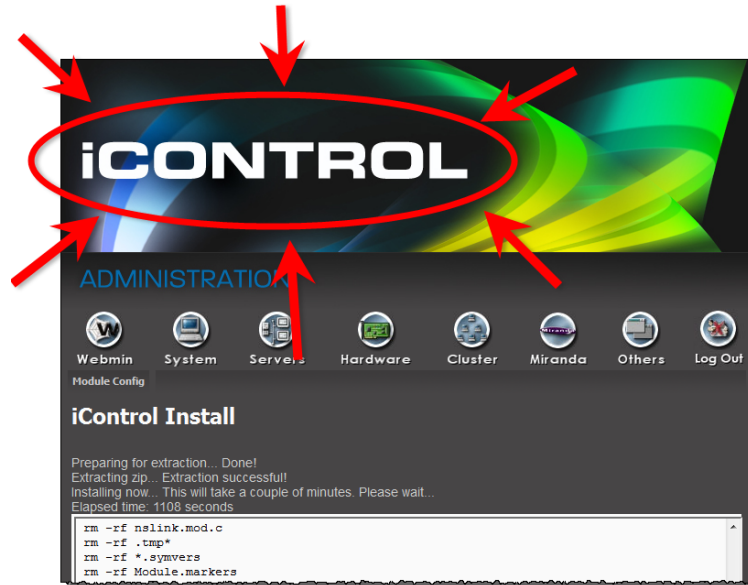 iCONTROL
ADMINISTRATION
W
Webmin System Servers Hardware Cluster Miranda Others Log Out
Module Config
iControl Install
Preparing for extraction... Done!
Extracting zip... Extraction successful!
Installing now... This will take a couple of minutes. Please wait...
Elapsed time: 1108 seconds
rm -rf nslink.mod.c
rm -rf .tmp*
rm -rf *.symvers
rm -rf Module.markers